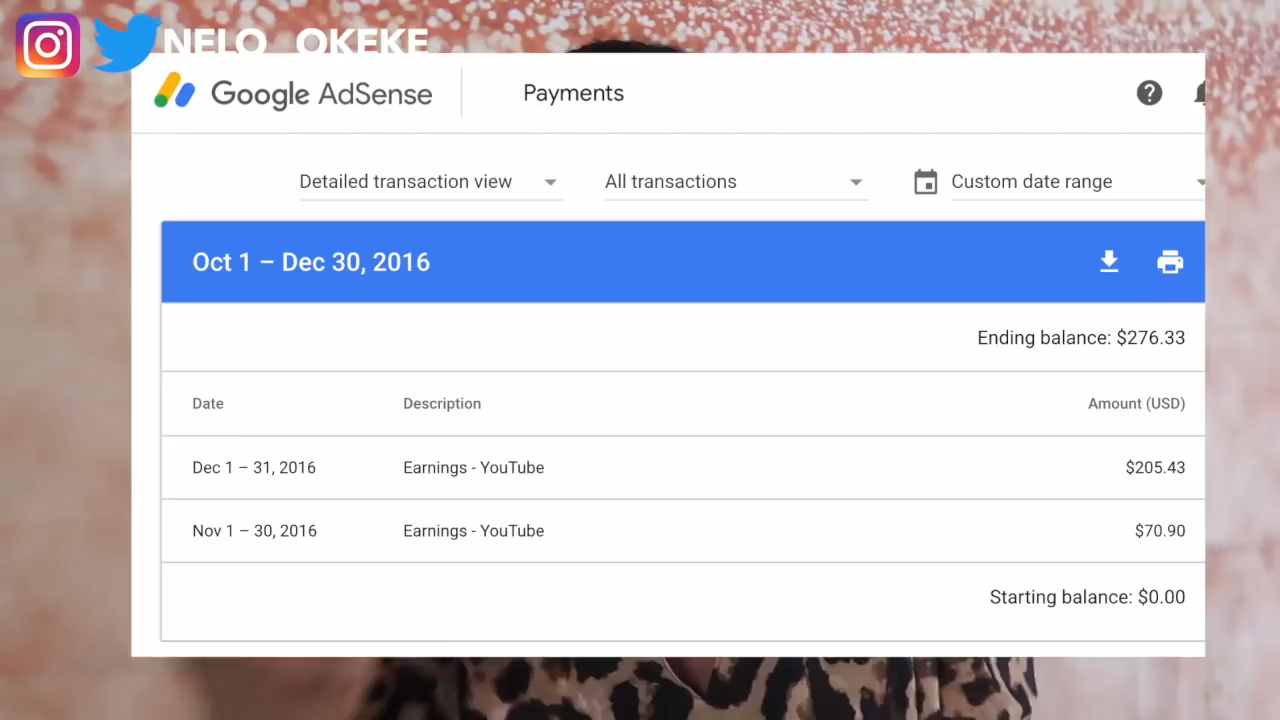 NELO_OKEKE
Google AdSense
Payments
Detailed transaction view
All transactions
Custom date range
Oct 1 – Dec 30, 2016
Ending balance: $276.33
Date Description Amount (USD)
Dec 1 – 31, 2016 Earnings - YouTube $205.43
Nov 1 – 30, 2016 Earnings - YouTube $70.90
Starting balance: $0.00